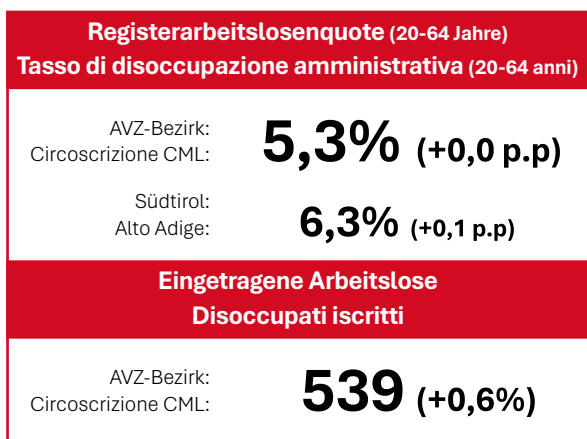 Registerarbeitslosenquote (20-64 Jahre)
Tasso di disoccupazione amministrativa (20-64 anni)
AVZ-Bezirk:
Circoscrizione CML:
5,3% (+0,0 p.p)
Südtirol:
Alto Adige:
6,3% (+0,1 p.p)
Eingetragene Arbeitslose
Disoccupati iscritti
AVZ-Bezirk:
Circoscrizione CML:
539 (+0,6%)